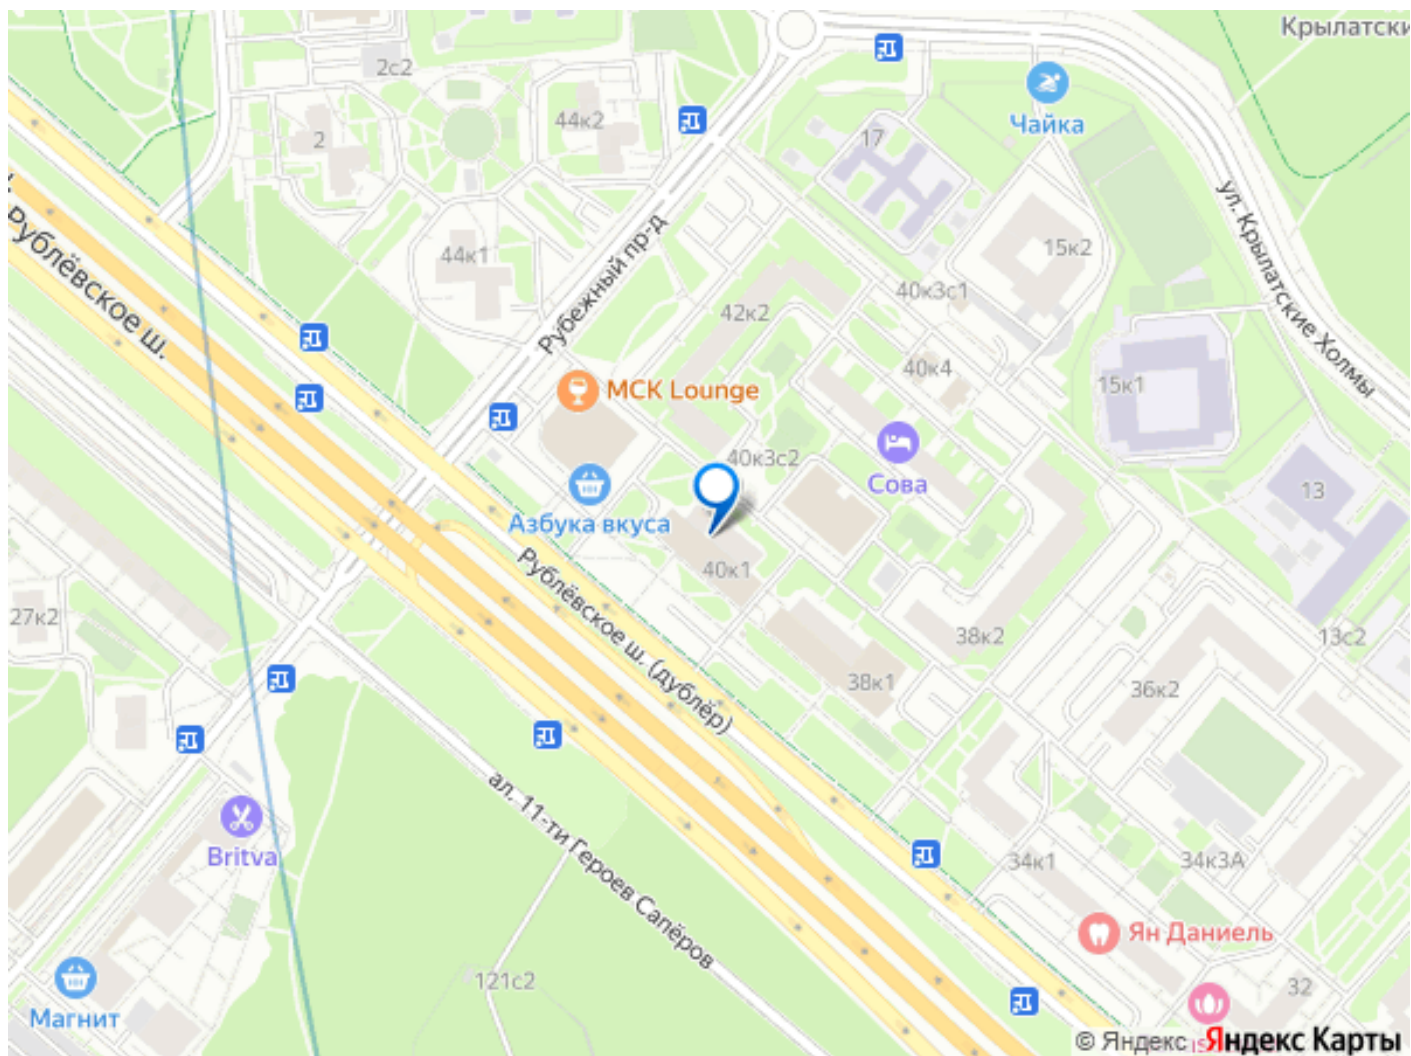 Крылатски
2с2
44к2
17
Чайка
2
Рублёвское ш.
44к1
Рубежный пр-д
15к2
ул. Крылатские Холмы
40к3с1
42к2
40к4
15к1
MCK Lounge
40к3с2
Сова
13
Азбука вкуса
40к1
Рублёвское ш. (дублёр)
27к2
38к2
13с2
38к1
36к2
ал. 11-ти Героев Сапёров
Britva
34к1
34к3А
Ян Даниель
121с2
32
Магнит
© Яндекс Яндекс Карты